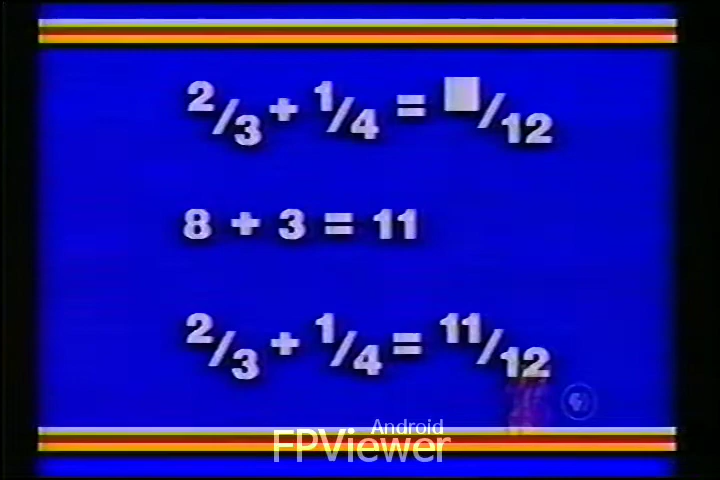 2/3 + 1/4 = ■/12
8 + 3 = 11
2/3 + 1/4 = 11/12
Android
FPViewer